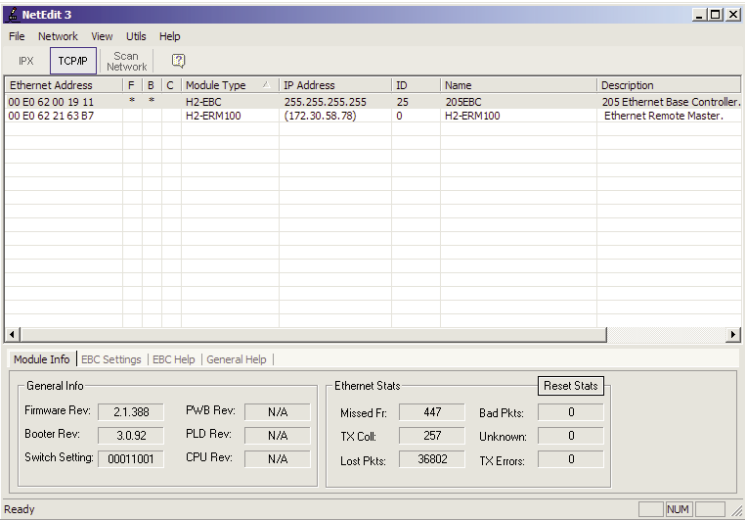 NetEdit 3
File Network View Utils Help
IPX TCP/IP Scan Network
Ethernet Address F B C Module Type IP Address ID Name Description
00 E0 62 00 19 11 * * H2-EBC 255.255.255.255 25 205EBC 205 Ethernet Base Controller.
00 E0 62 21 63 B7 H2-ERM100 (172.30.58.78) 0 H2-ERM100 Ethernet Remote Master.
Module Info | EBC Settings | EBC Help | General Help |
General Info Ethernet Stats Reset Stats
Firmware Rev: 2.1.388 PWB Rev: N/A Missed Fr: 447 Bad Pkts: 0
Booter Rev: 3.0.92 PLD Rev: N/A TX Coll: 257 Unknown: 0
Switch Setting: 00011001 CPU Rev: N/A Lost Pkts: 36802 TX Errors: 0
Ready NUM